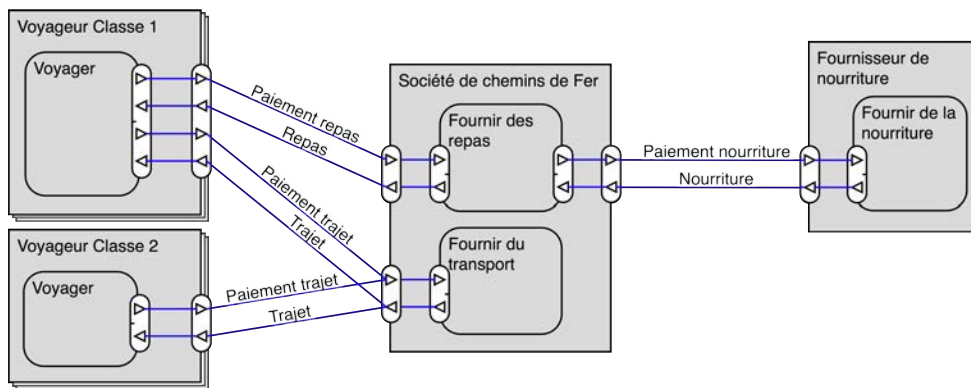 Voyageur Classe 1
Voyager
Paiement repas
Repas
Paiement trajet
Trajet
Voyageur Classe 2
Voyager
Paiement trajet
Trajet
Société de chemins de Fer
Fournir des
repas
Fournir du
transport
Paiement nourriture
Nourriture
Fournisseur de
nourriture
Fournir de la
nourriture